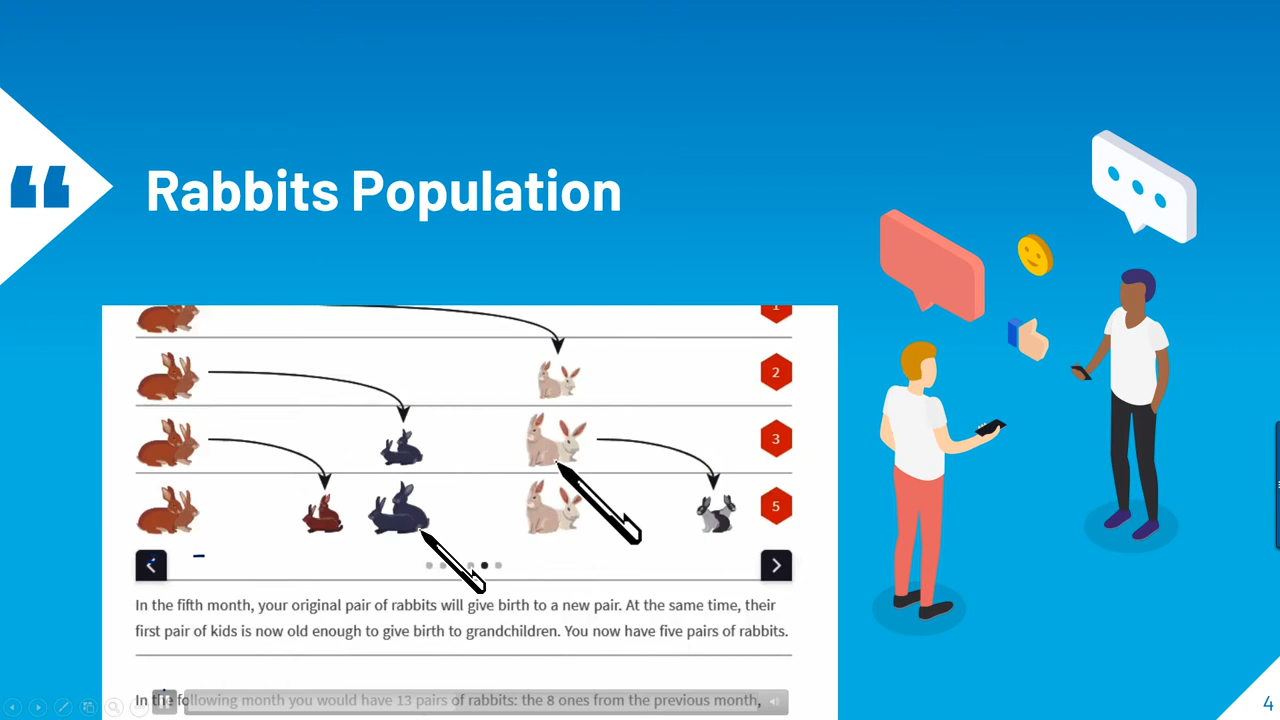 “
Rabbits Population
1
2
3
5
In the fifth month, your original pair of rabbits will give birth to a new pair. At the same time, their
first pair of kids is now old enough to give birth to grandchildren. You now have five pairs of rabbits.
In the following month you would have 13 pairs of rabbits: the 8 ones from the previous month,
4